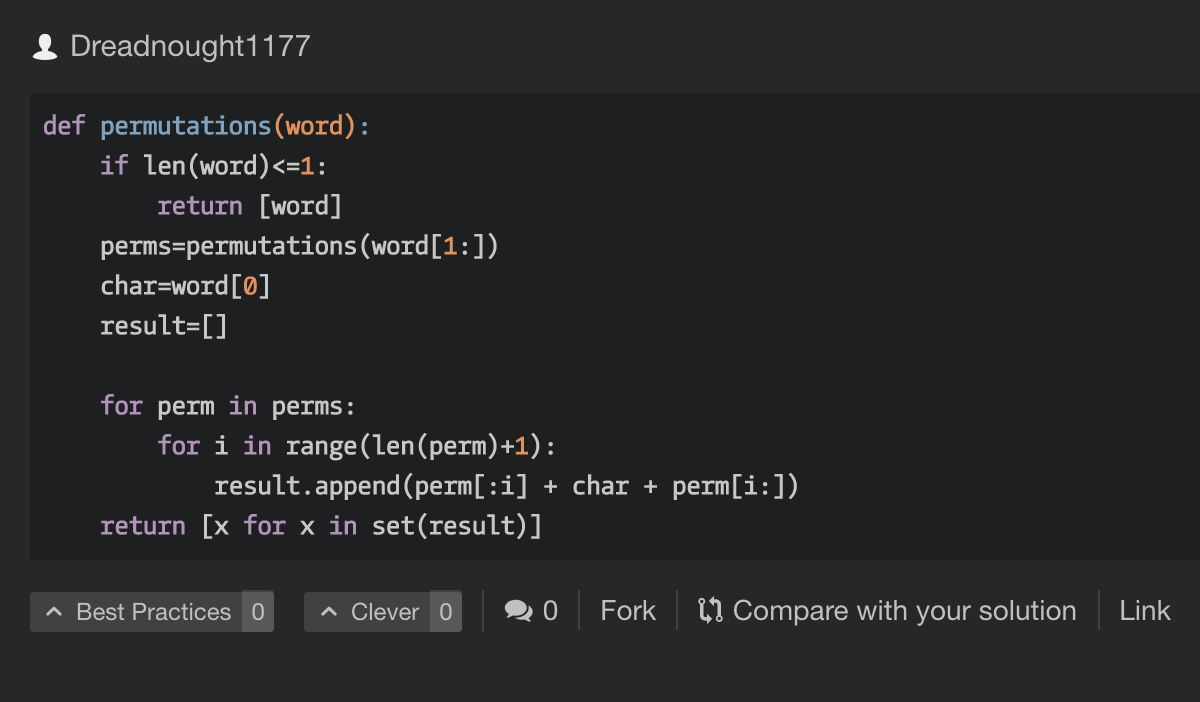 Dreadnought1177
def permutations(word):
    if len(word)<=1:
        return [word]
    perms=permutations(word[1:])
    char=word[0]
    result=[]

    for perm in perms:
        for i in range(len(perm)+1):
            result.append(perm[:i] + char + perm[i:])
    return [x for x in set(result)]
Best Practices 0 Clever 0 0 Fork Compare with your solution Link